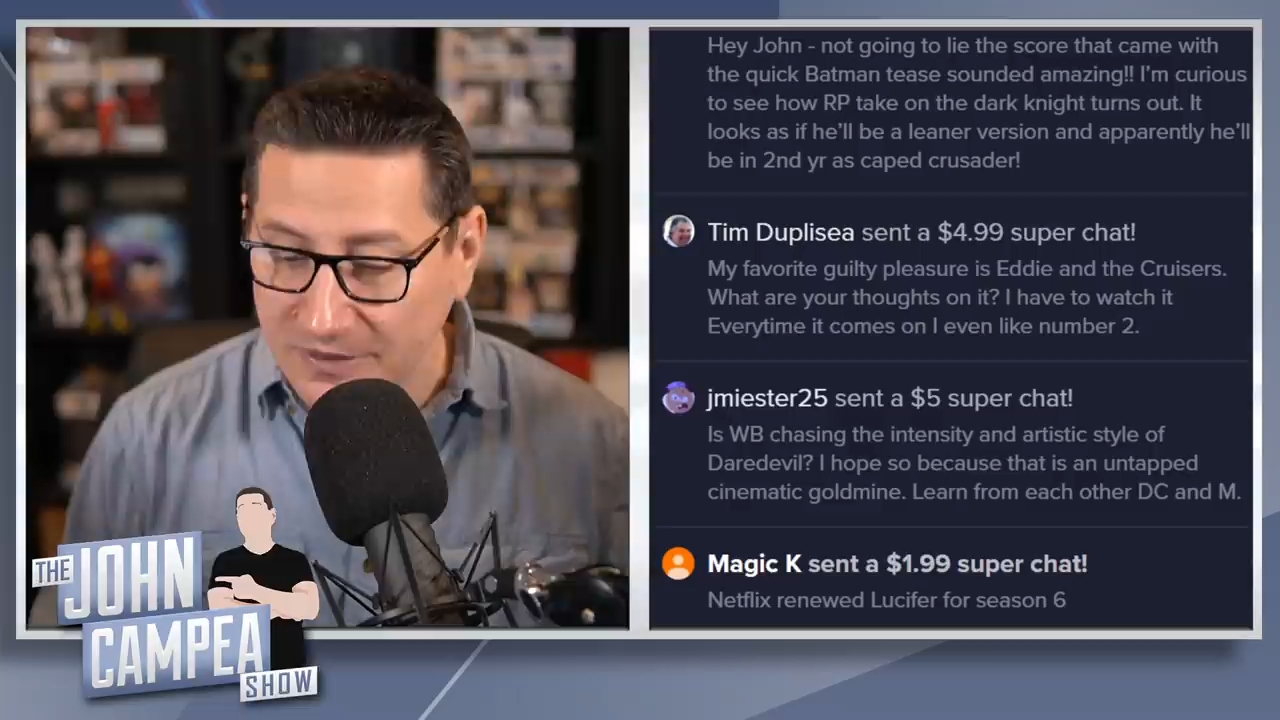 Hey John - not going to lie the score that came with
the quick Batman tease sounded amazing!! I'm curious
to see how RP take on the dark knight turns out. It
looks as if he'll be a leaner version and apparently he'll
be in 2nd yr as caped crusader!
Tim Duplisea sent a $4.99 super chat!
My favorite guilty pleasure is Eddie and the Cruisers.
What are your thoughts on it? I have to watch it
Everytime it comes on I even like number 2.
jmiester25 sent a $5 super chat!
Is WB chasing the intensity and artistic style of
Daredevil? I hope so because that is an untapped
cinematic goldmine. Learn from each other DC and M.
Magic K sent a $1.99 super chat!
Netflix renewed Lucifer for season 6
THE
JOHN
CAMPEA
SHOW